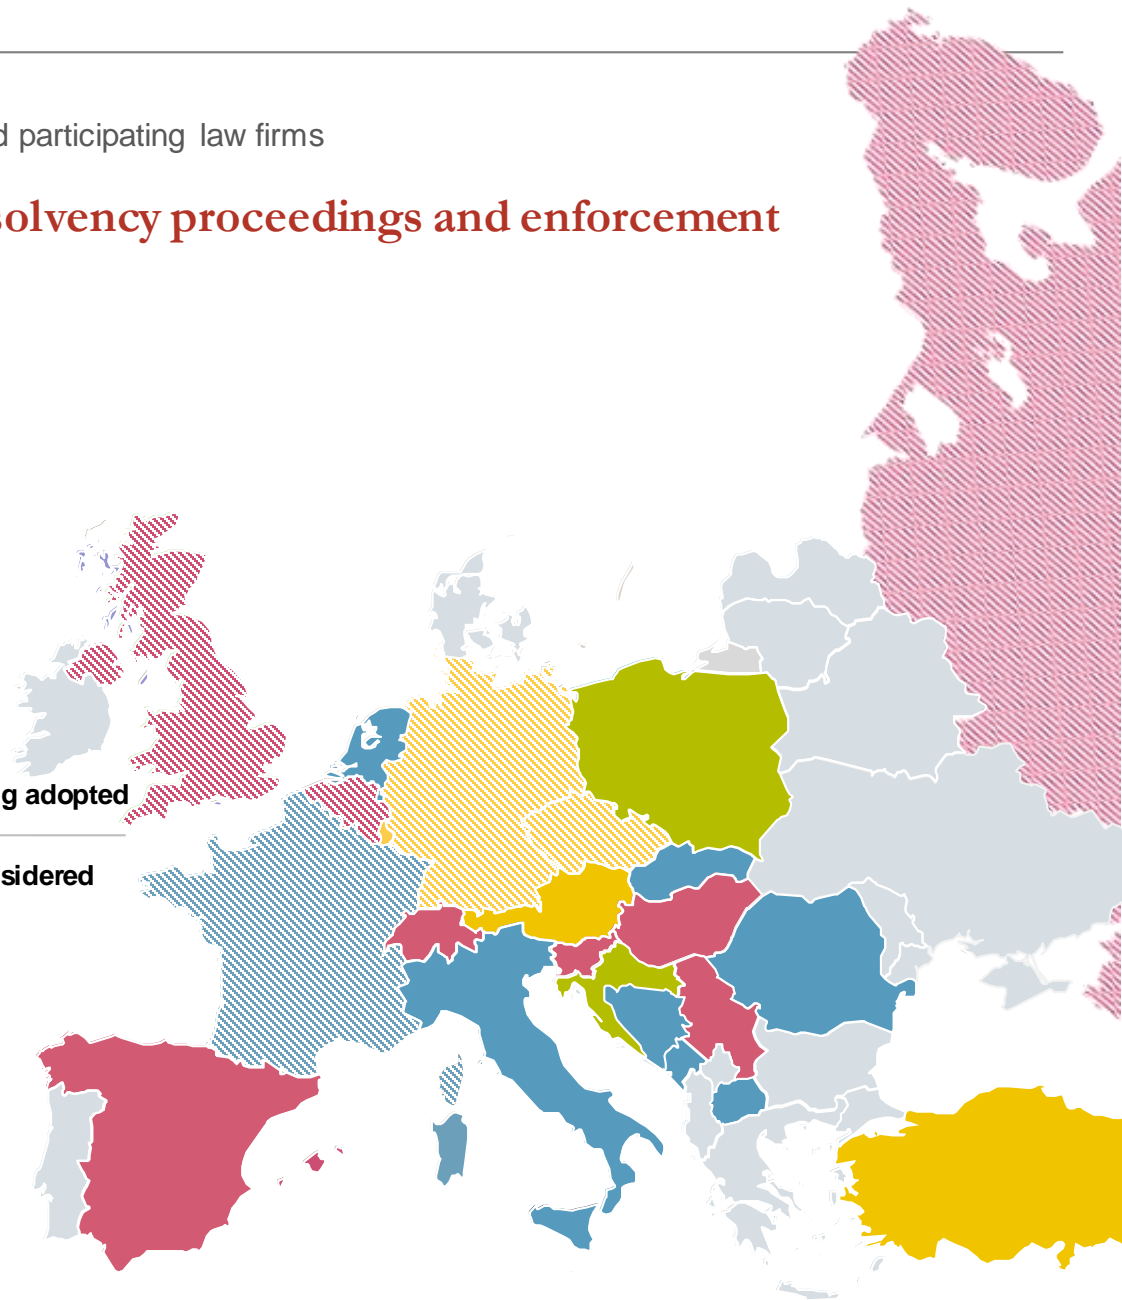 d participating law firms
solvency proceedings and enforcement
g adopted
sidered